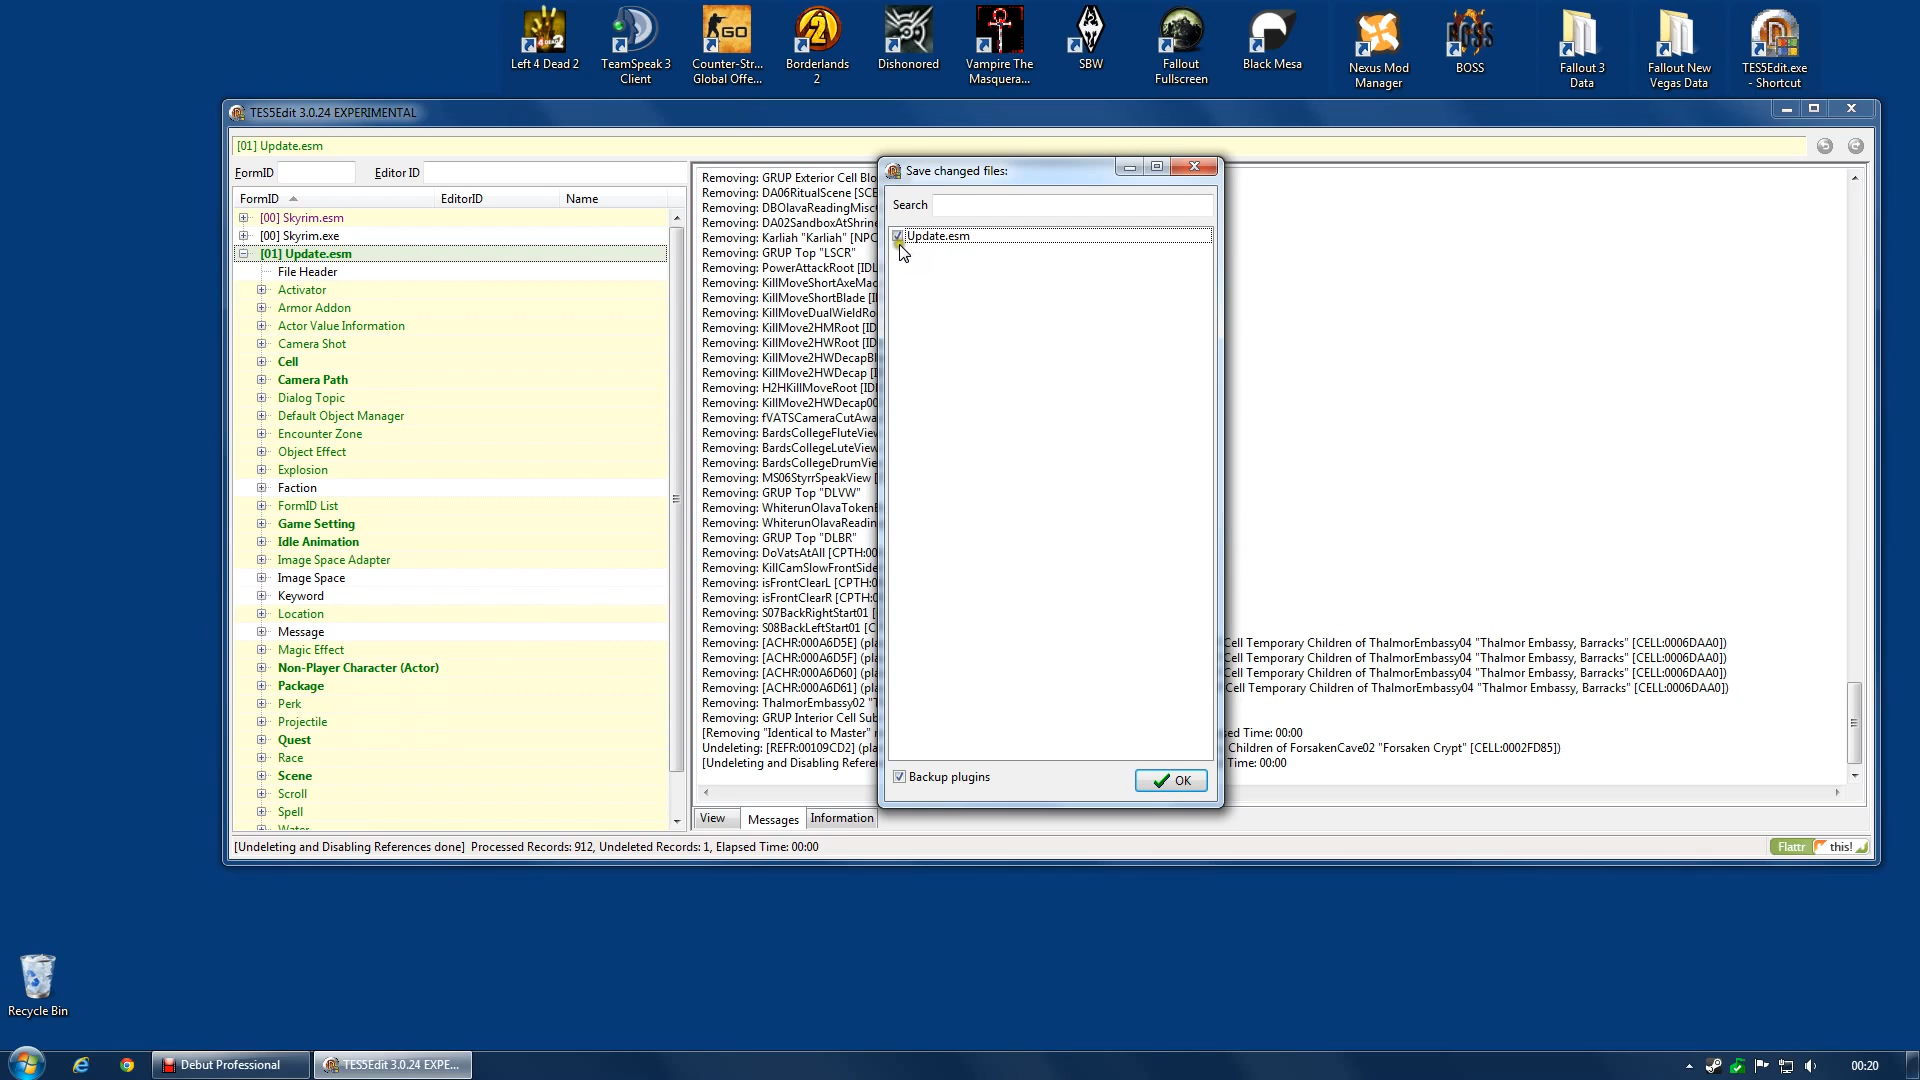 Left 4 Dead 2
TeamSpeak 3
Client
Counter-Str...
Global Offe...
Borderlands
2
Dishonored
Vampire The
Masquera...
SBW
Fallout
Fullscreen
Black Mesa
Nexus Mod
Manager
BOSS
Fallout 3
Data
Fallout New
Vegas Data
TES5Edit.exe
- Shortcut
TES5Edit 3.0.24 EXPERIMENTAL
[01] Update.esm
FormID
Editor ID
FormID EditorID Name
[00] Skyrim.esm
[00] Skyrim.exe
[01] Update.esm
File Header
Activator
Armor Addon
Actor Value Information
Camera Shot
Cell
Camera Path
Dialog Topic
Default Object Manager
Encounter Zone
Object Effect
Explosion
Faction
FormID List
Game Setting
Idle Animation
Image Space Adapter
Image Space
Keyword
Location
Message
Magic Effect
Non-Player Character (Actor)
Package
Perk
Projectile
Quest
Race
Scene
Scroll
Spell
Water
Removing: GRUP Exterior Cell Blo
Removing: DA06RitualScene [SCE
Removing: DBOlavaReadingMisc
Removing: DA02SandboxAtShrine
Removing: Karliah "Karliah" [NPC
Removing: GRUP Top "LSCR"
Removing: PowerAttackRoot [IDL
Removing: KillMoveShortAxeMac
Removing: KillMoveShortBlade [I
Removing: KillMoveDualWieldRo
Removing: KillMove2HMRoot [ID
Removing: KillMove2HWRoot [ID
Removing: KillMove2HWDecapBl
Removing: KillMove2HWDecap [I
Removing: H2HKillMoveRoot [IDL
Removing: KillMove2HWDecap00
Removing: fVATSCameraCutAwa
Removing: BardsCollegeFluteView
Removing: BardsCollegeLuteView
Removing: BardsCollegeDrumVie
Removing: MS06StyrrSpeakView [
Removing: GRUP Top "DLVW"
Removing: WhiterunOlavaTokenB
Removing: WhiterunOlavaReadin
Removing: GRUP Top "DLBR"
Removing: DoVatsAtAll [CPTH:00
Removing: KillCamSlowFrontSide
Removing: isFrontClearL [CPTH:0
Removing: isFrontClearR [CPTH:0
Removing: S07BackRightStart01 [
Removing: S08BackLeftStart01 [C
Removing: [ACHR:000A6D5E] (pla Cell Temporary Children of ThalmorEmbassy04 "Thalmor Embassy, Barracks" [CELL:0006DAA0])
Removing: [ACHR:000A6D5F] (pla Cell Temporary Children of ThalmorEmbassy04 "Thalmor Embassy, Barracks" [CELL:0006DAA0])
Removing: [ACHR:000A6D60] (pla Cell Temporary Children of ThalmorEmbassy04 "Thalmor Embassy, Barracks" [CELL:0006DAA0])
Removing: [ACHR:000A6D61] (pla Cell Temporary Children of ThalmorEmbassy04 "Thalmor Embassy, Barracks" [CELL:0006DAA0])
Removing: ThalmorEmbassy02 "T
Removing: GRUP Interior Cell Sub
[Removing "Identical to Master" r sed Time: 00:00
Undeleting: [REFR:00109CD2] (pla Children of ForsakenCave02 "Forsaken Crypt" [CELL:0002FD85])
[Undeleting and Disabling Refere Time: 00:00
Save changed files:
Search
Update.esm
Backup plugins
OK
View Messages Information
[Undeleting and Disabling References done] Processed Records: 912, Undeleted Records: 1, Elapsed Time: 00:00
Flattr this!
Recycle Bin
Debut Professional
TES5Edit 3.0.24 EXPE...
00:20